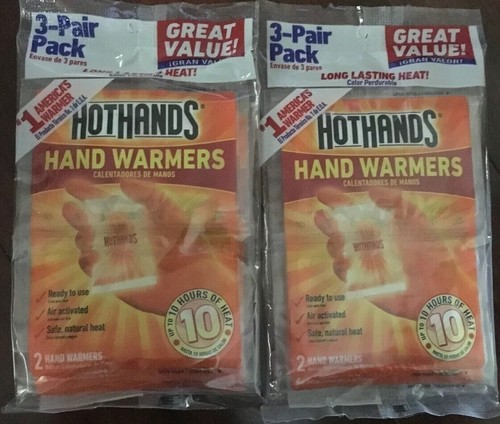 3-Pair
Pack
Envase de 3 pares
GREAT
VALUE!
¡GRAN VALOR!
LONG LASTING HEAT!
#1 AMERICA'S
WARMER
HOTHANDS®
HAND WARMERS
CALENTADORES DE MANOS
HOTHANDS
Ready to use
Air activated
Safe, natural heat
UP TO 10 HOURS OF HEAT
10
2 HAND WARMERS
3-Pair
Pack
Envase de 3 pares
GREAT
VALUE!
¡GRAN VALOR!
LONG LASTING HEAT!
Calor Perdurable
#1 AMERICA'S
WARMER
HOTHANDS®
HAND WARMERS
CALENTADORES DE MANOS
HOTHANDS
Ready to use
Air activated
Safe, natural heat
UP TO 10 HOURS OF HEAT
10
2 HAND WARMERS